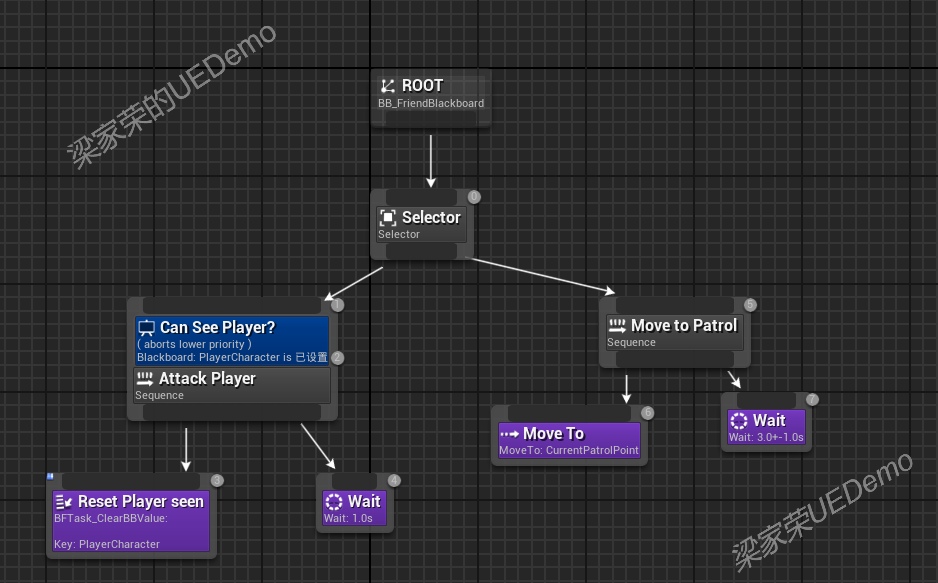 梁家荣的UEDemo
ROOT
BB_FriendBlackboard
0
Selector
Selector
1
Can See Player?
( aborts lower priority )
Blackboard: PlayerCharacter is 已设置
2
Attack Player
Sequence
5
Move to Patrol
Sequence
3
Reset Player seen
BFTask_ClearBBValue:
Key: PlayerCharacter
4
Wait
Wait: 1.0s
6
Move To
MoveTo: CurrentPatrolPoint
7
Wait
Wait: 3.0+-1.0s
梁家荣UEDemo